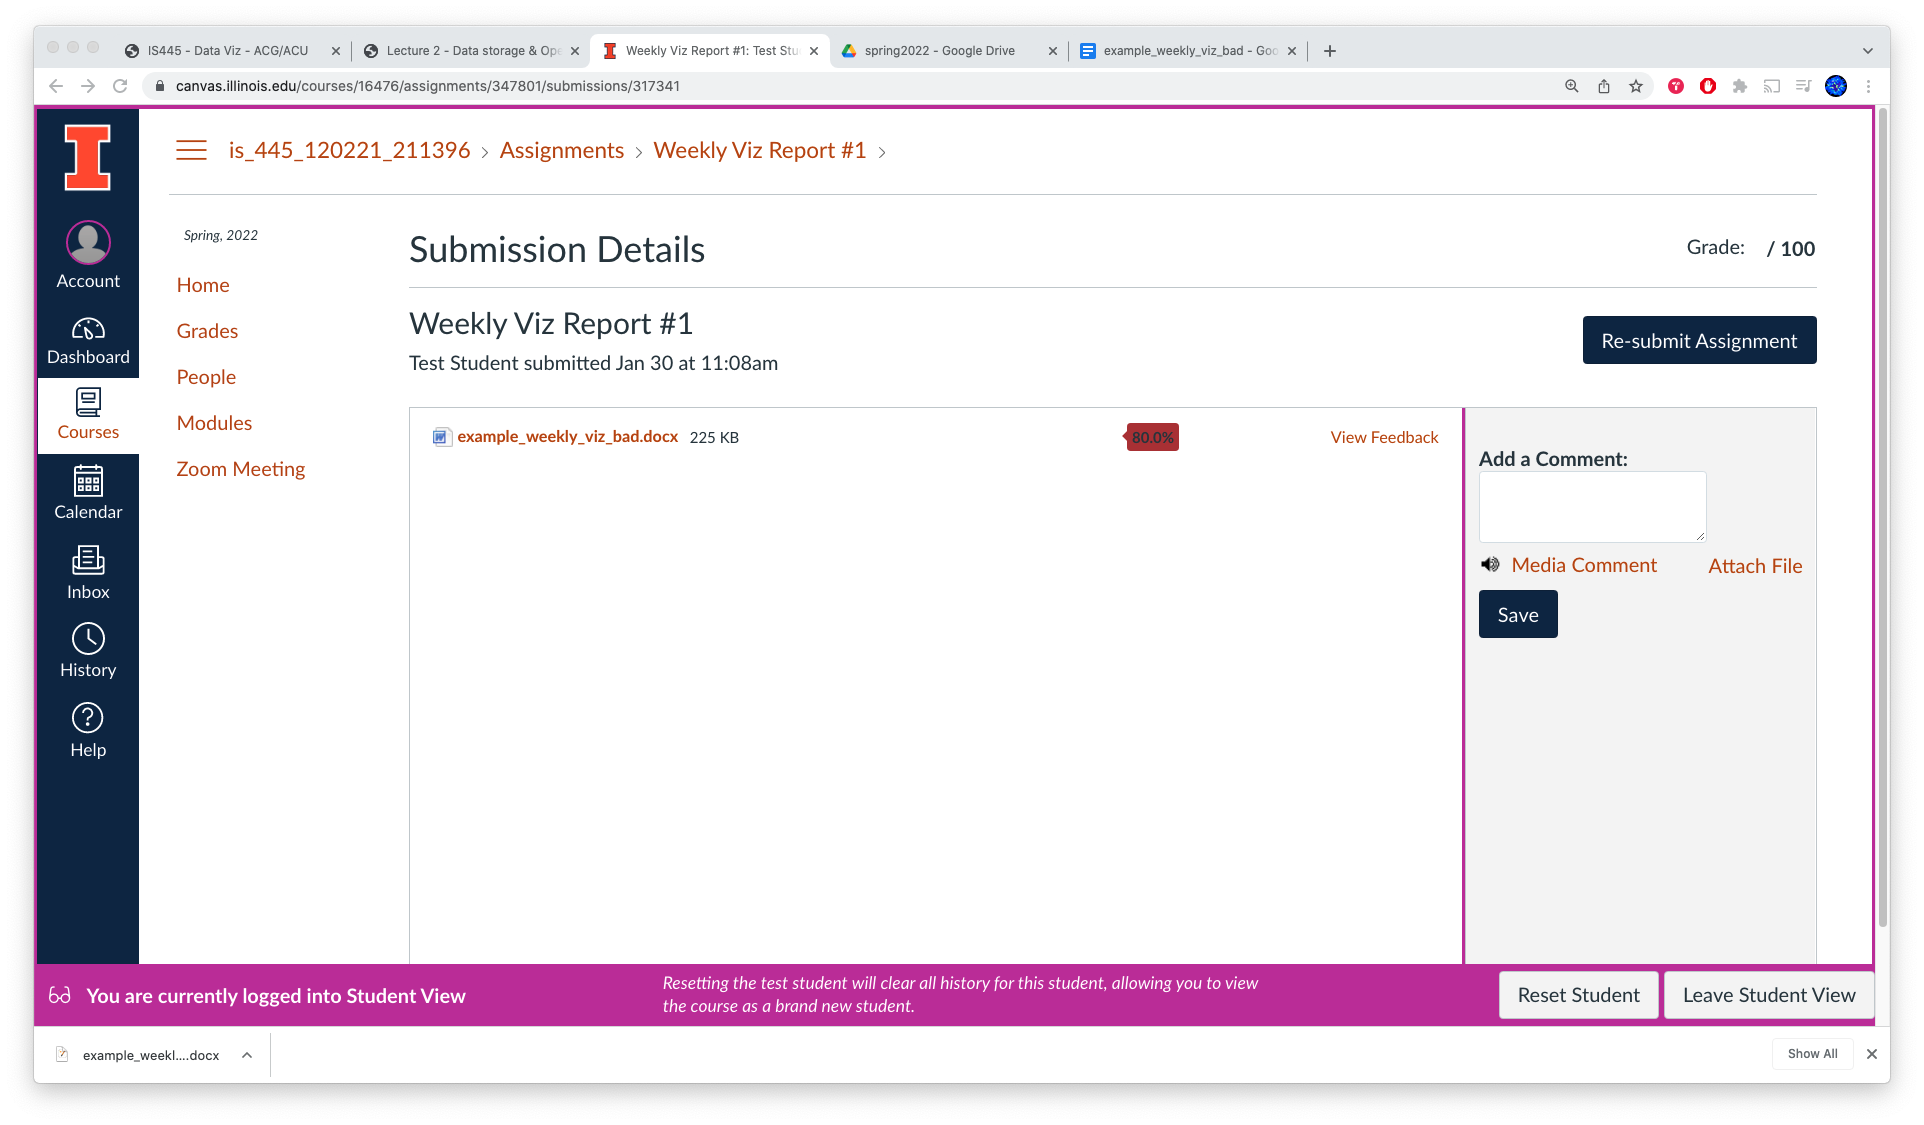 IS445 - Data Viz - ACG/ACU
Lecture 2 - Data storage & Ope
Weekly Viz Report #1: Test Stu
spring2022 - Google Drive
example_weekly_viz_bad - Goo
canvas.illinois.edu/courses/16476/assignments/347801/submissions/317341
is_445_120221_211396 > Assignments > Weekly Viz Report #1 >
Account
Dashboard
Courses
Calendar
Inbox
History
Help
Spring, 2022
Home
Grades
People
Modules
Zoom Meeting
Submission Details
Grade: / 100
Weekly Viz Report #1
Test Student submitted Jan 30 at 11:08am
Re-submit Assignment
example_weekly_viz_bad.docx 225 KB
80.0%
View Feedback
Add a Comment:
Media Comment
Attach File
Save
You are currently logged into Student View
Resetting the test student will clear all history for this student, allowing you to view
the course as a brand new student.
Reset Student
Leave Student View
example_weekl....docx
Show All